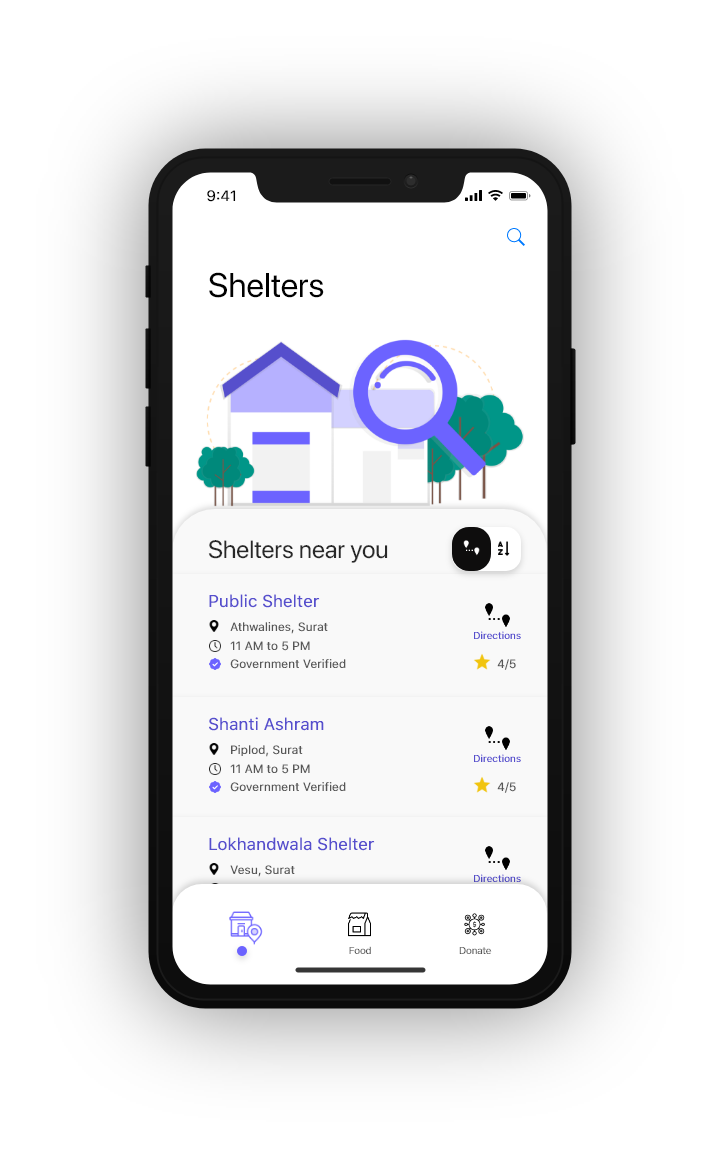 9:41
Shelters
Shelters near you
A
Z
Public Shelter
Athwalines, Surat
11 AM to 5 PM
Government Verified
Directions
4/5
Shanti Ashram
Piplod, Surat
11 AM to 5 PM
Government Verified
Directions
4/5
Lokhandwala Shelter
Vesu, Surat
Directions
Food
Donate